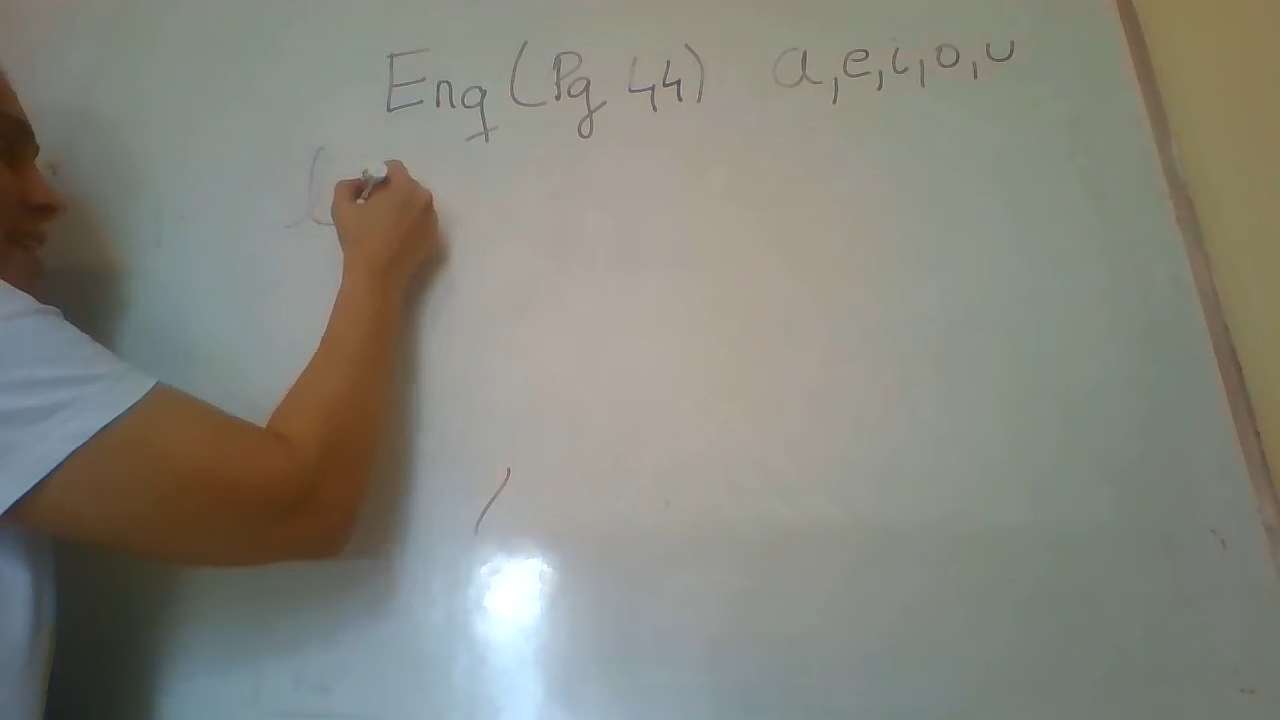 Eng (Pg 44) a, e, i, o, u